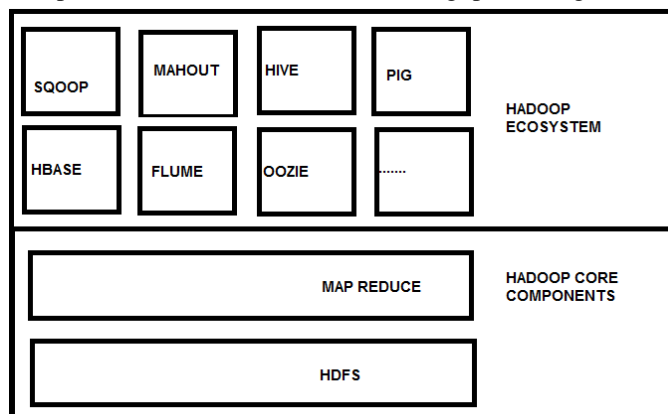 SQOOP
MAHOUT
HIVE
PIG
HADOOP
ECOSYSTEM
HBASE
FLUME
OOZIE
.......
MAP REDUCE
HADOOP CORE
COMPONENTS
HDFS